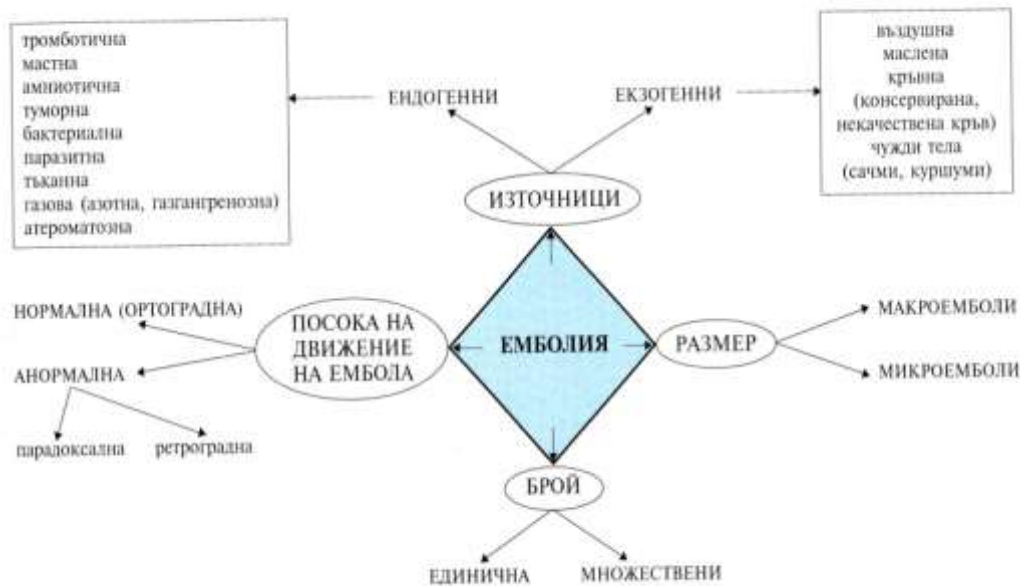 тромботична
мастна
амниотична
туморна
бактериална
паразитна
тъканна
газова (азотна, газгангренозна)
атероматозна
ЕНДОГЕННИ
ЕКЗОГЕННИ
въздушна
маслена
кръвна
(консервирана,
некачествена кръв)
чужди тела
(сачми, куршуми)
ИЗТОЧНИЦИ
НОРМАЛНА (ОРТОГРАДНА)
АНОРМАЛНА
парадоксална
ретроградна
ПОСОКА НА
ДВИЖЕНИЕ
НА ЕМБОЛА
ЕМБОЛИЯ
РАЗМЕР
МАКРОЕМБОЛИ
МИКРОЕМБОЛИ
БРОЙ
ЕДИНИЧНА
МНОЖЕСТВЕНИ